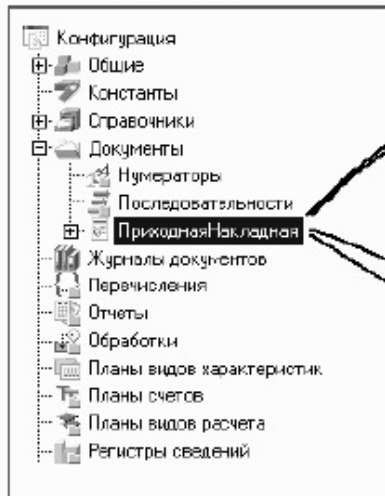 Конфигурация
Общие
Константы
Справочники
Документы
Нумераторы
Последовательности
ПриходнаяНакладная
Журналы документов
Перечисления
Отчеты
Обработки
Планы видов характеристик
Планы счетов
Планы видов расчета
Регистры сведений